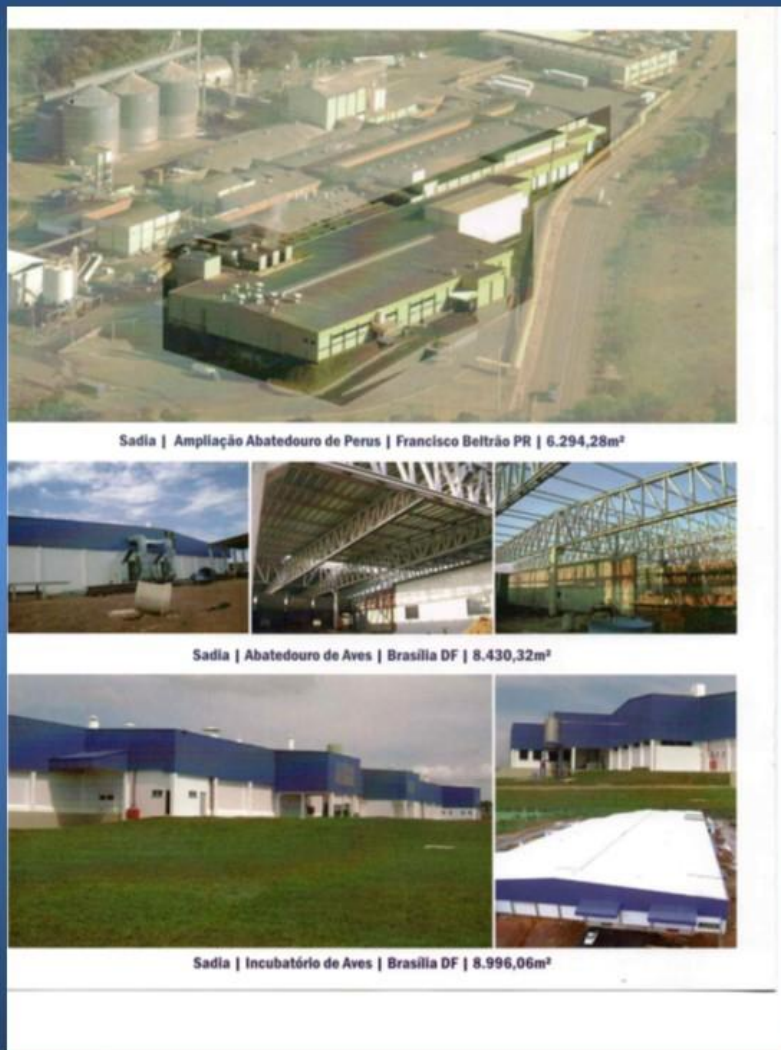 Sadia | Ampliação Abatedouro de Perus | Francisco Beltrão PR | 6.294,28m²
Sadia | Abatedouro de Aves | Brasília DF | 8.430,32m²
Sadia | Incubatório de Aves | Brasília DF | 8.996,06m²